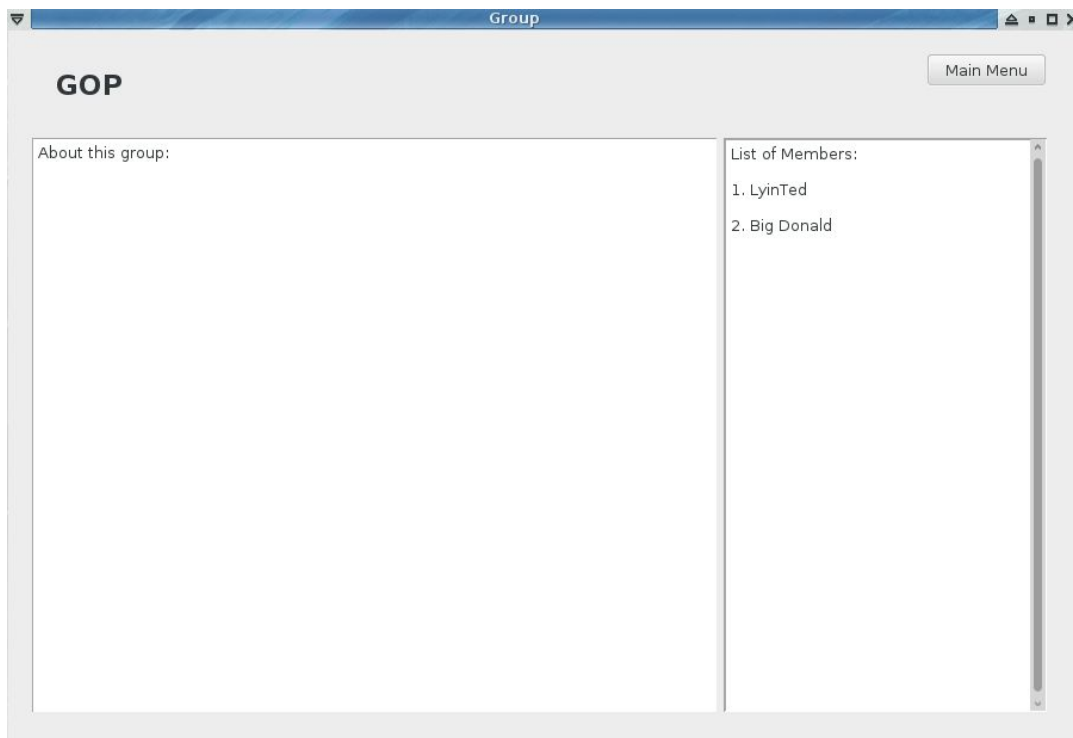 Group
GOP
Main Menu
About this group:
List of Members:
1. LyinTed
2. Big Donald